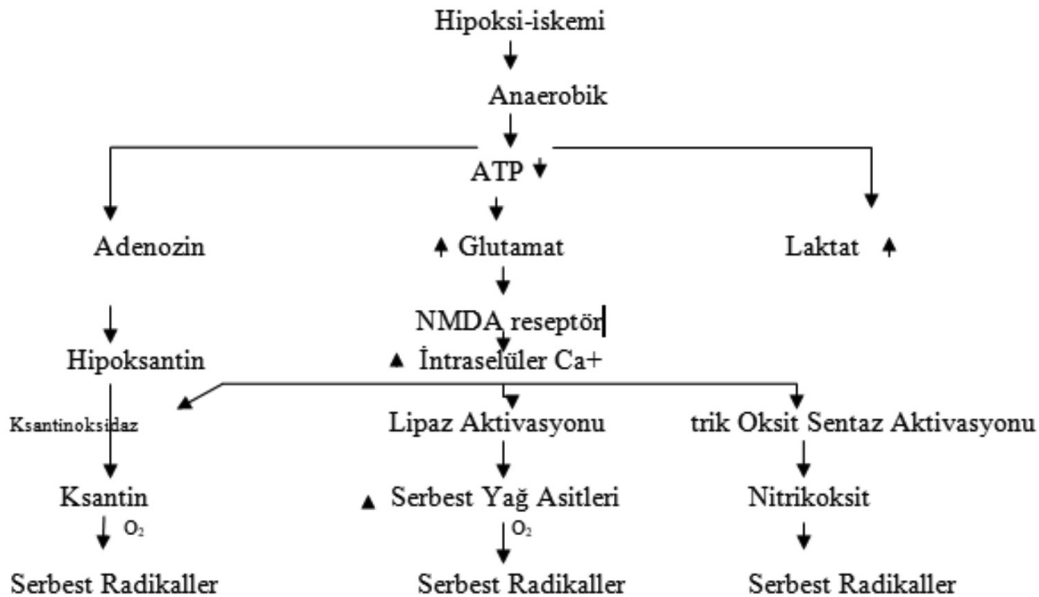 Hipoksi-iskemi
Anaerobik
ATP
Adenozin Glutamat Laktat
NMDA reseptör
Hipoksantin İntraselüler Ca+
Ksantinoksidaz Lipaz Aktivasyonu trik Oksit Sentaz Aktivasyonu
Ksantin Serbest Yağ Asitleri Nitrikoksit
O₂ O₂
Serbest Radikaller Serbest Radikaller Serbest Radikaller